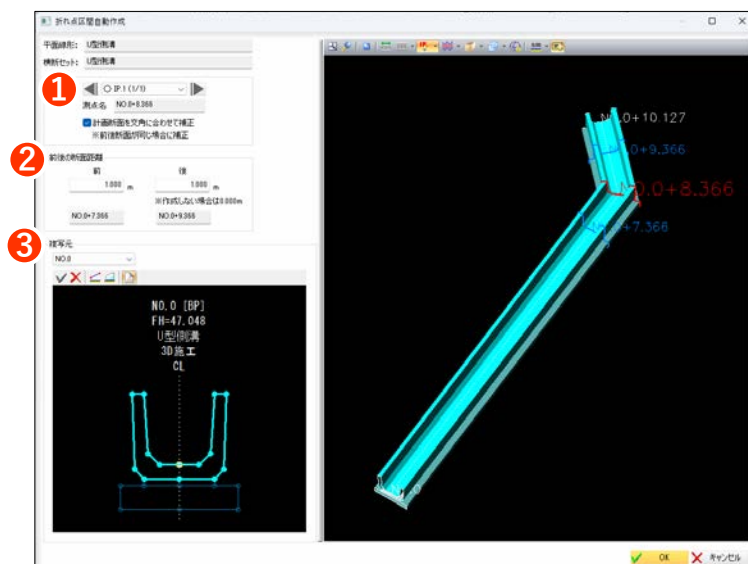 折れ点区間自動作成
平面線形: U型側溝
横断セット: U型側溝
1
IP.1 (1/1)
測点名 NO.0+8.366
計画断面を交角に合わせて補正
※前後断面が同じ場合に補正
2
前後の断面距離
前 後
1.000 m 1.000 m
※作成しない場合は0.000m
NO.0+7.366 NO.0+9.366
3
複写元
NO.0
NO.0 [BP]
FH=47.048
U型側溝
3D施工
CL
NO.0+10.127
NO.0+9.366
NO.0+8.366
NO.0+7.366
OK キャンセル